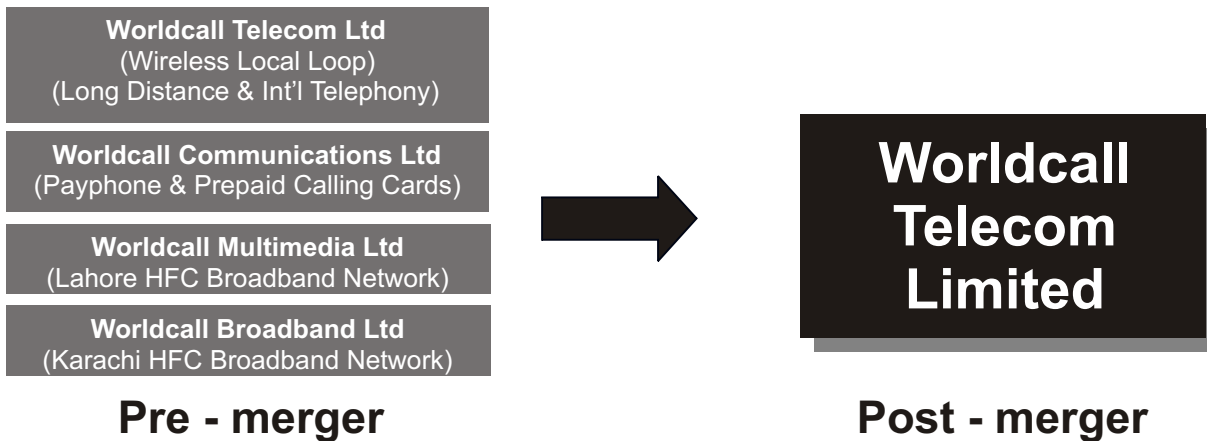 Worldcall Telecom Ltd
(Wireless Local Loop)
(Long Distance & Int'l Telephony)
Worldcall Communications Ltd
(Payphone & Prepaid Calling Cards)
Worldcall Multimedia Ltd
(Lahore HFC Broadband Network)
Worldcall Broadband Ltd
(Karachi HFC Broadband Network)
Pre - merger
Worldcall
Telecom
Limited
Post - merger